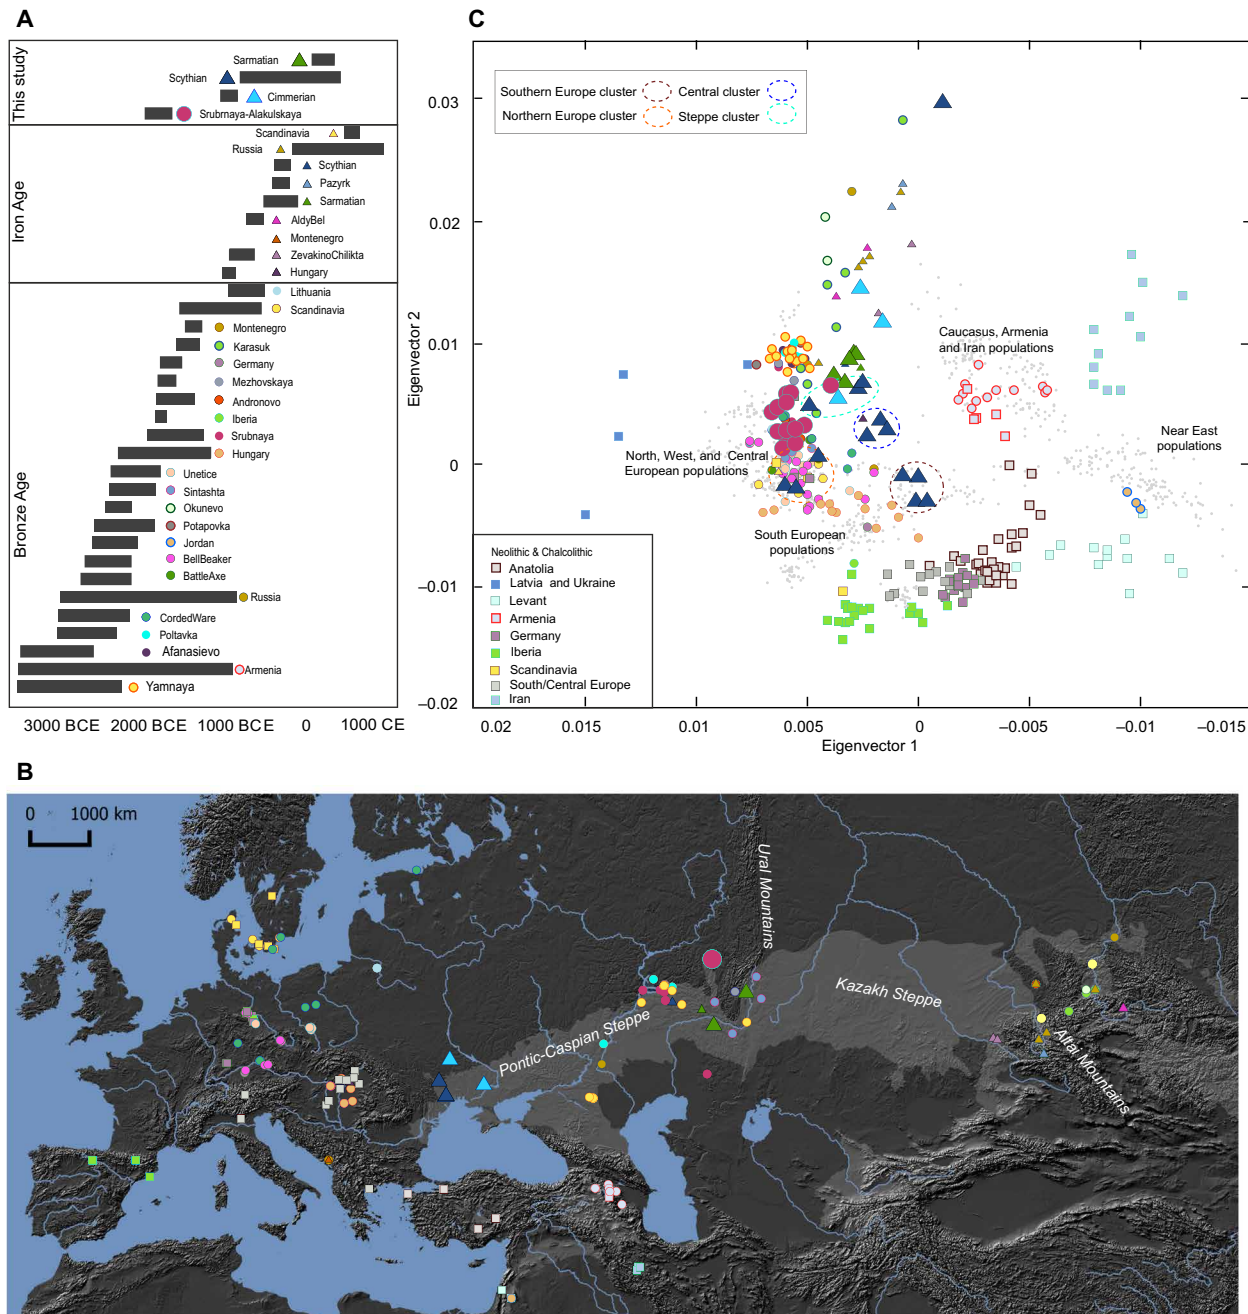 A
This study
Sarmatian
Scythian
Cimmerian
Srubrnaya-Alakulskaya
Iron Age
Scandinavia
Russia
Scythian
Pazyrk
Sarmatian
AldyBel
Montenegro
ZevakinoChilikta
Hungary
Bronze Age
Lithuania
Scandinavia
Montenegro
Karasuk
Germany
Mezhovskaya
Andronovo
Iberia
Srubnaya
Hungary
Unetice
Sintashta
Okunevo
Potapovka
Jordan
BellBeaker
BattleAxe
Russia
CordedWare
Poltavka
Afanasievo
Armenia
Yamnaya
3000 BCE 2000 BCE 1000 BCE 0 1000 CE
C
Southern Europe cluster Central cluster
Northern Europe cluster Steppe cluster
Eigenvector 2
0.03
0.02
0.01
0
−0.01
−0.02
Caucasus, Armenia
and Iran populations
Near East
populations
North, West, and Central
European populations
South European
populations
Neolithic & Chalcolithic
Anatolia
Latvia and Ukraine
Levant
Armenia
Germany
Iberia
Scandinavia
South/Central Europe
Iran
0.02 0.015 0.01 0.005 0 −0.005 −0.01 −0.015
Eigenvector 1
B
0 1000 km
Ural Mountains
Kazakh Steppe
Pontic-Caspian Steppe
Altai Mountains